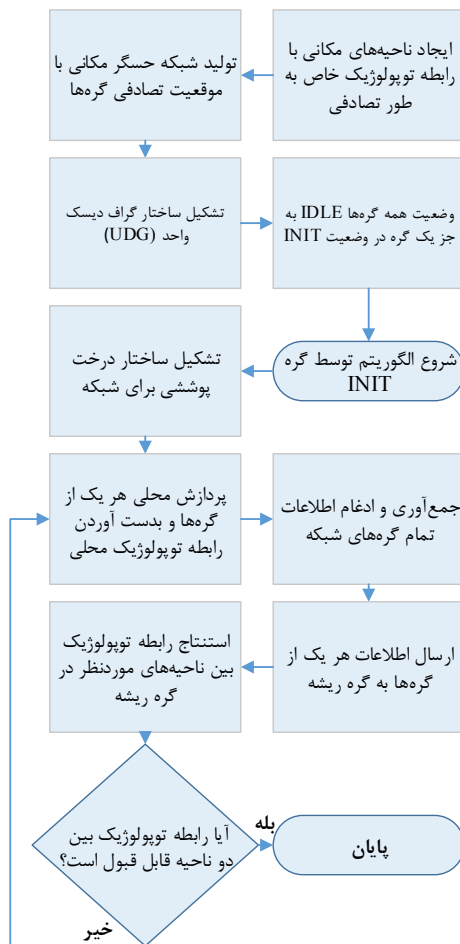 ایجاد ناحیه‌های مکانی با
رابطه توپولوژیک خاص به
طور تصادفی
تولید شبکه حسگر مکانی با
موقعیت تصادفی گره‌ها
تشکیل ساختار گراف دیسک
واحد (UDG)
وضعیت همه گره‌ها IDLE به
جز یک گره در وضعیت INIT
شروع الگوریتم توسط گره
INIT
تشکیل ساختار درخت
پوششی برای شبکه
پردازش محلی هر یک از
گره‌ها و بدست آوردن
رابطه توپولوژیک محلی
جمع‌آوری و ادغام اطلاعات
تمام گره‌های شبکه
ارسال اطلاعات هر یک از
گره‌ها به گره ریشه
استنتاج رابطه توپولوژیک
بین ناحیه‌های موردنظر در
گره ریشه
آیا رابطه توپولوژیک بین
دو ناحیه قابل قبول است؟
بله
پایان
خیر